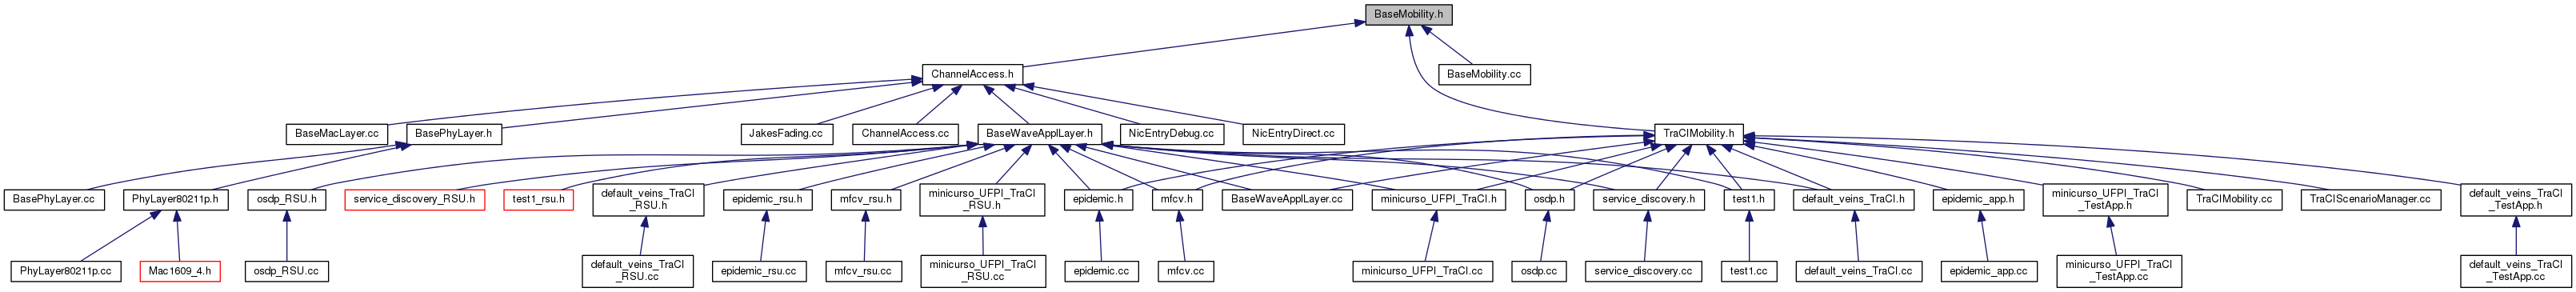 BaseMobility.h
ChannelAccess.h
BaseMobility.cc
BaseMacLayer.cc
BasePhyLayer.h
JakesFading.cc
ChannelAccess.cc
BaseWaveApplLayer.h
NicEntryDebug.cc
NicEntryDirect.cc
TraCIMobility.h
BasePhyLayer.cc
PhyLayer80211p.h
osdp_RSU.h
service_discovery_RSU.h
test1_rsu.h
default_veins_TraCI
_RSU.h
epidemic_rsu.h
mfcv_rsu.h
minicurso_UFPI_TraCI
_RSU.h
epidemic.h
mfcv.h
BaseWaveApplLayer.cc
minicurso_UFPI_TraCI.h
osdp.h
service_discovery.h
test1.h
default_veins_TraCI.h
epidemic_app.h
minicurso_UFPI_TraCI
_TestApp.h
TraCIMobility.cc
TraCIScenarioManager.cc
default_veins_TraCI
_TestApp.h
PhyLayer80211p.cc
Mac1609_4.h
osdp_RSU.cc
default_veins_TraCI
_RSU.cc
epidemic_rsu.cc
mfcv_rsu.cc
minicurso_UFPI_TraCI
_RSU.cc
epidemic.cc
mfcv.cc
minicurso_UFPI_TraCI.cc
osdp.cc
service_discovery.cc
test1.cc
default_veins_TraCI.cc
epidemic_app.cc
minicurso_UFPI_TraCI
_TestApp.cc
default_veins_TraCI
_TestApp.cc